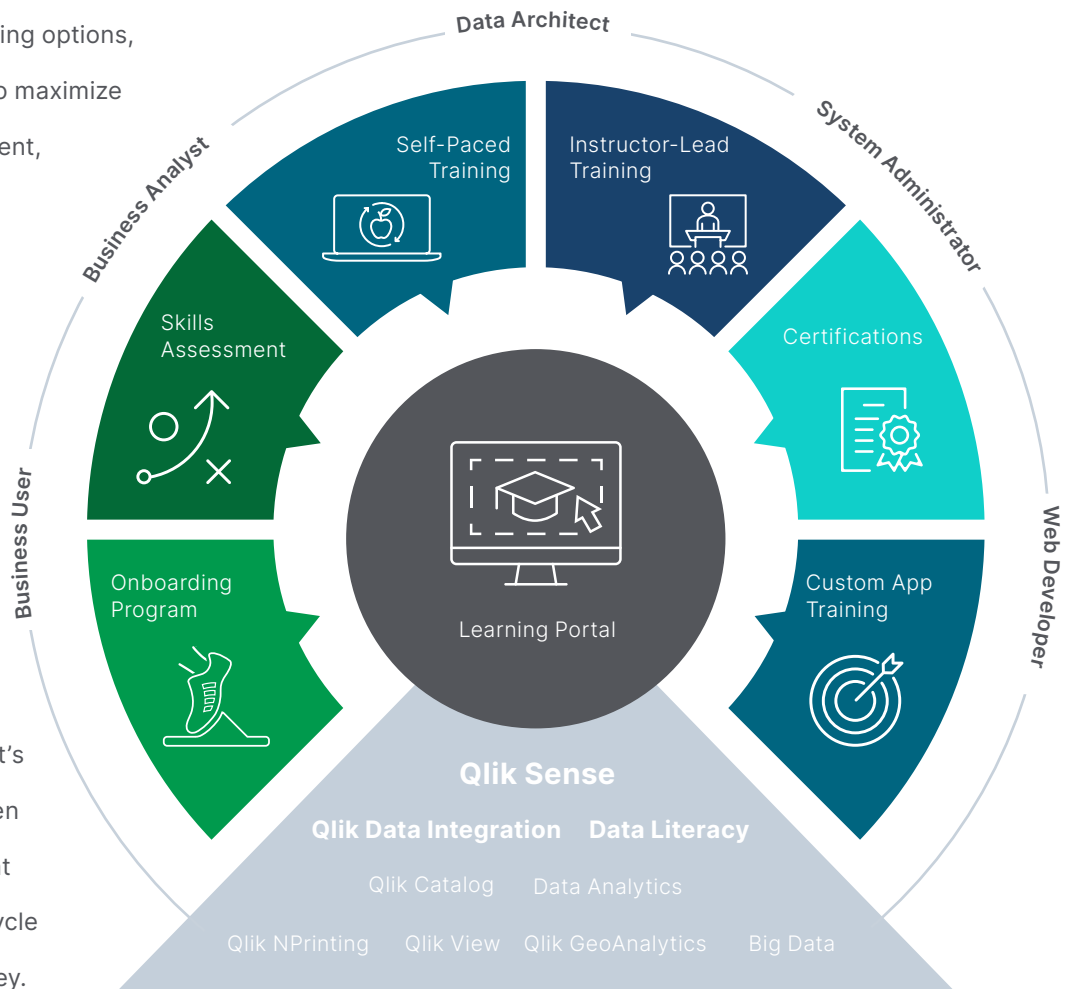 ing options,
o maximize
ent,
Data Architect
Business Analyst
System Administrator
Self-Paced
Training
Instructor-Lead
Training
Skills
Assessment
Certifications
Business User
Web Developer
Onboarding
Program
Custom App
Training
Learning Portal
t's
en
t
ycle
ey.
Qlik Sense
Qlik Data Integration Data Literacy
Qlik Catalog Data Analytics
Qlik NPrinting Qlik View Qlik GeoAnalytics Big Data